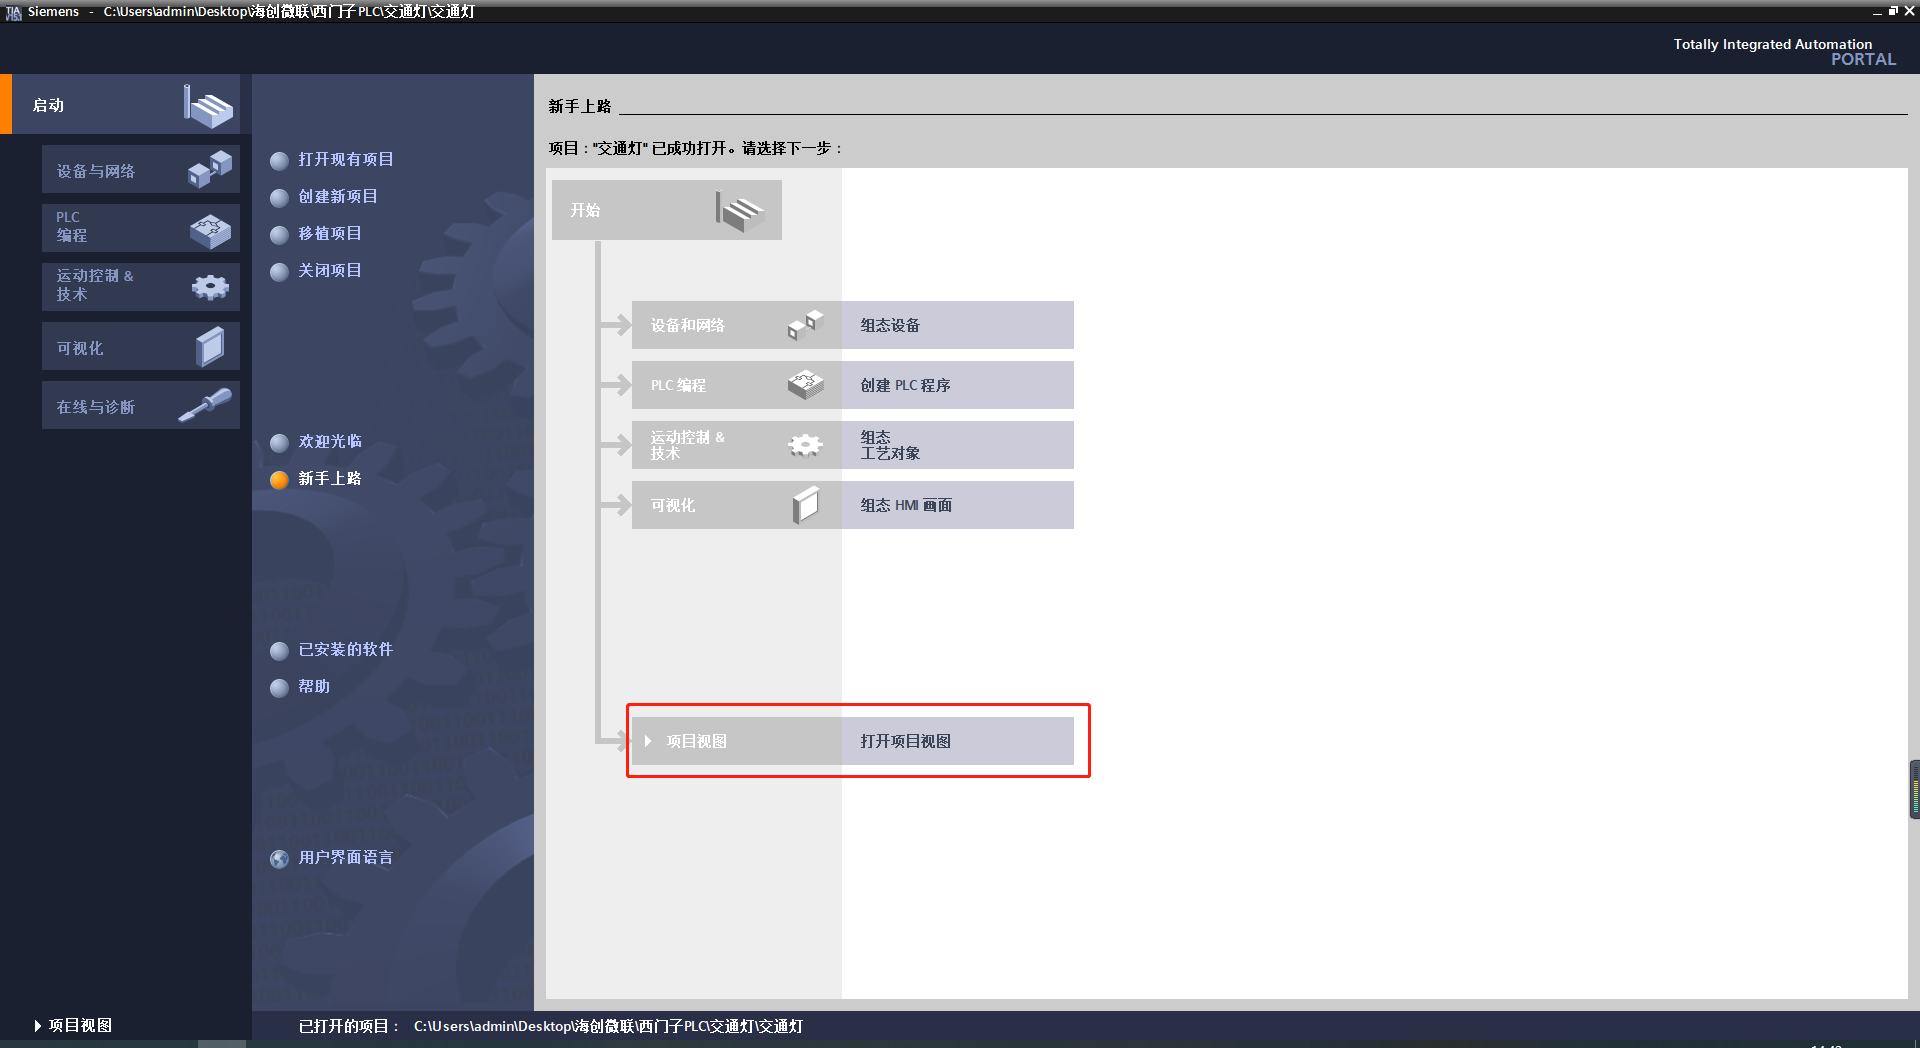 Siemens - C:\Users\admin\Desktop\海创微联\西门子PLC\交通灯\交通灯
Totally Integrated Automation
PORTAL
启动
设备与网络
PLC
编程
运动控制 &
技术
可视化
在线与诊断
项目视图
打开现有项目
创建新项目
移植项目
关闭项目
欢迎光临
新手上路
已安装的软件
帮助
用户界面语言
新手上路
项目："交通灯" 已成功打开。请选择下一步：
开始
设备和网络
组态设备
PLC 编程
创建 PLC 程序
运动控制 &
技术
组态
工艺对象
可视化
组态 HMI 画面
项目视图
打开项目视图
已打开的项目： C:\Users\admin\Desktop\海创微联\西门子PLC\交通灯\交通灯